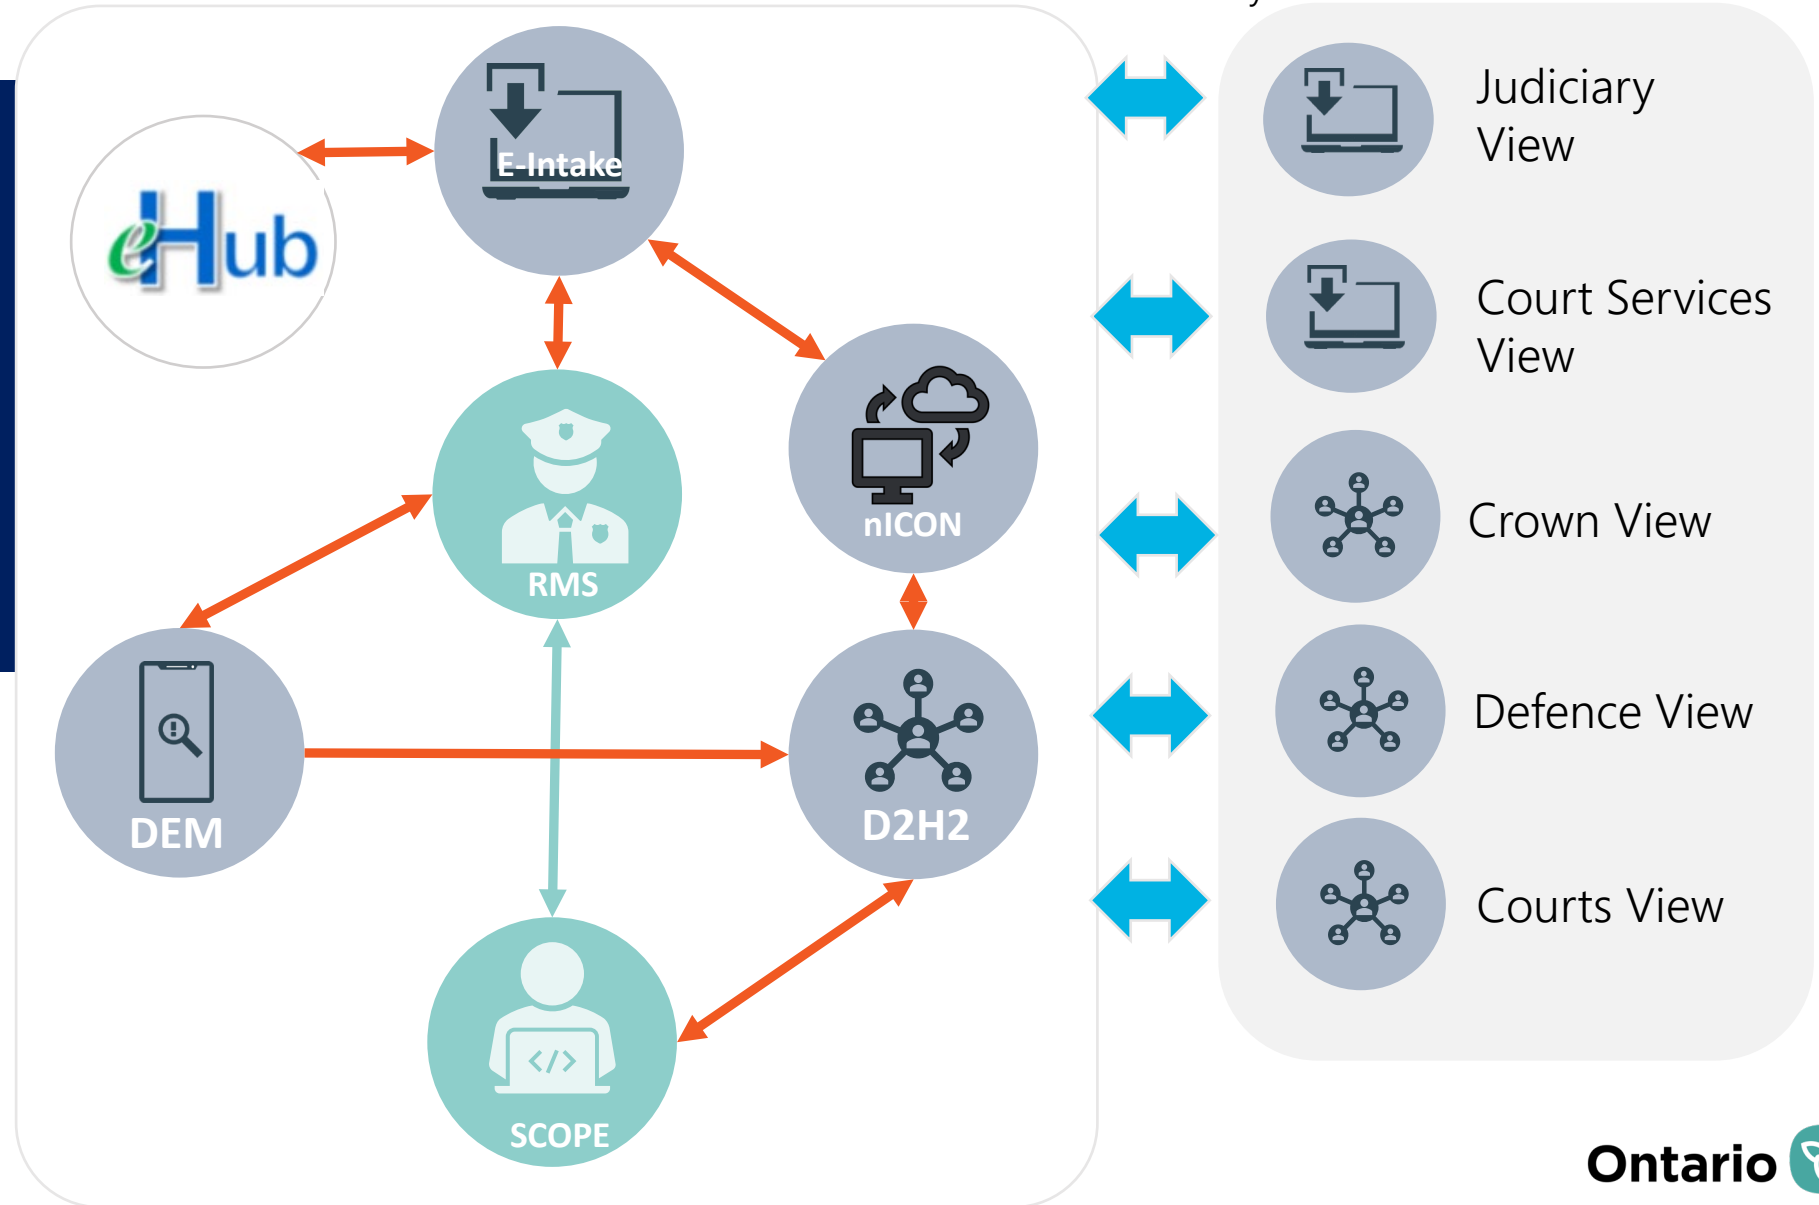 E-Intake
eHub
nICON
RMS
DEM
D2H2
</>
SCOPE
Judiciary
View
Court Services
View
Crown View
Defence View
Courts View
Ontario